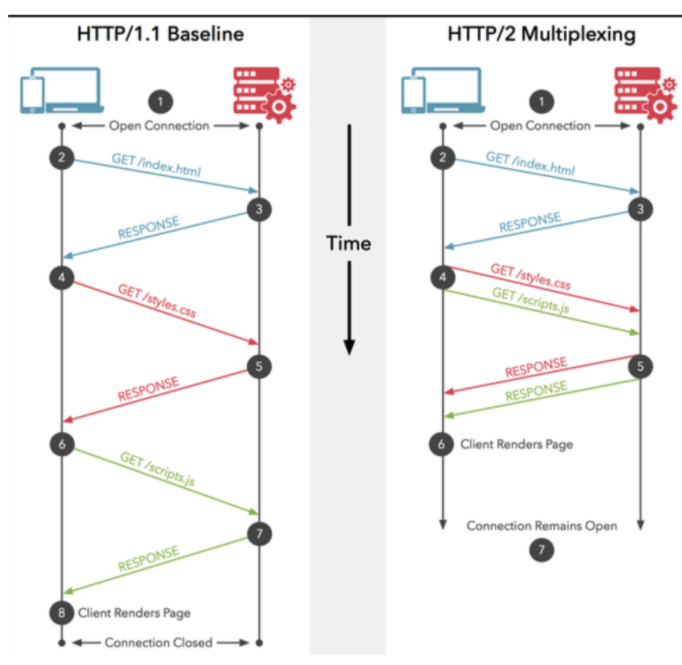 HTTP/1.1 Baseline
1
Open Connection
2
GET /index.html
3
RESPONSE
4
GET /styles.css
5
RESPONSE
6
GET /scripts.js
7
RESPONSE
8 Client Renders Page
Connection Closed
Time
HTTP/2 Multiplexing
1
Open Connection
2
GET /index.html
3
RESPONSE
4
GET /styles.css
GET /scripts.js
5
RESPONSE
RESPONSE
6 Client Renders Page
Connection Remains Open
7